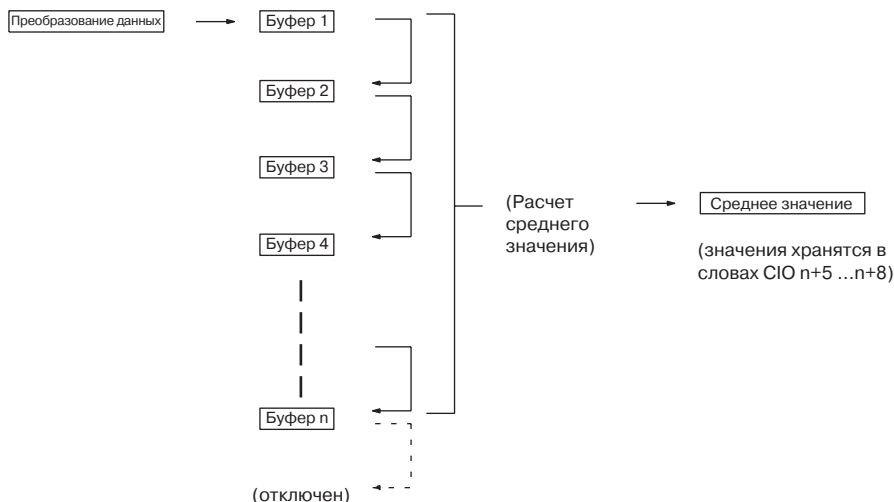 Преобразование данных
Буфер 1
Буфер 2
Буфер 3
Буфер 4
Буфер n
(отключен)
(Расчет
среднего
значения)
Среднее значение
(значения хранятся в
словах CIO n+5 ...n+8)